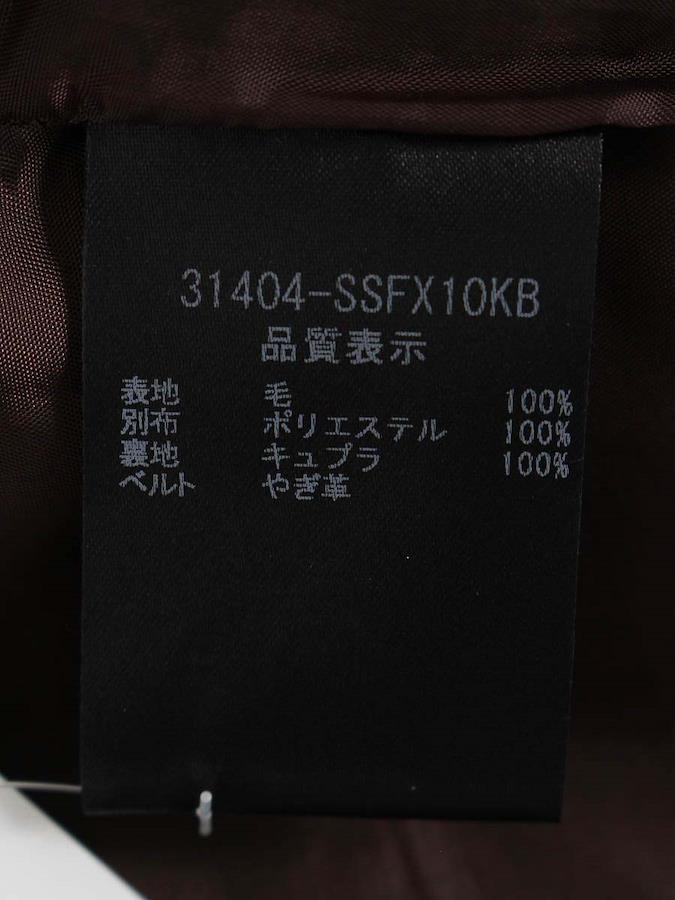 31404-SSFX10KB
品質表示
表地 毛 100%
別布 ポリエステル 100%
裏地 キュプラ 100%
ベルト やぎ革